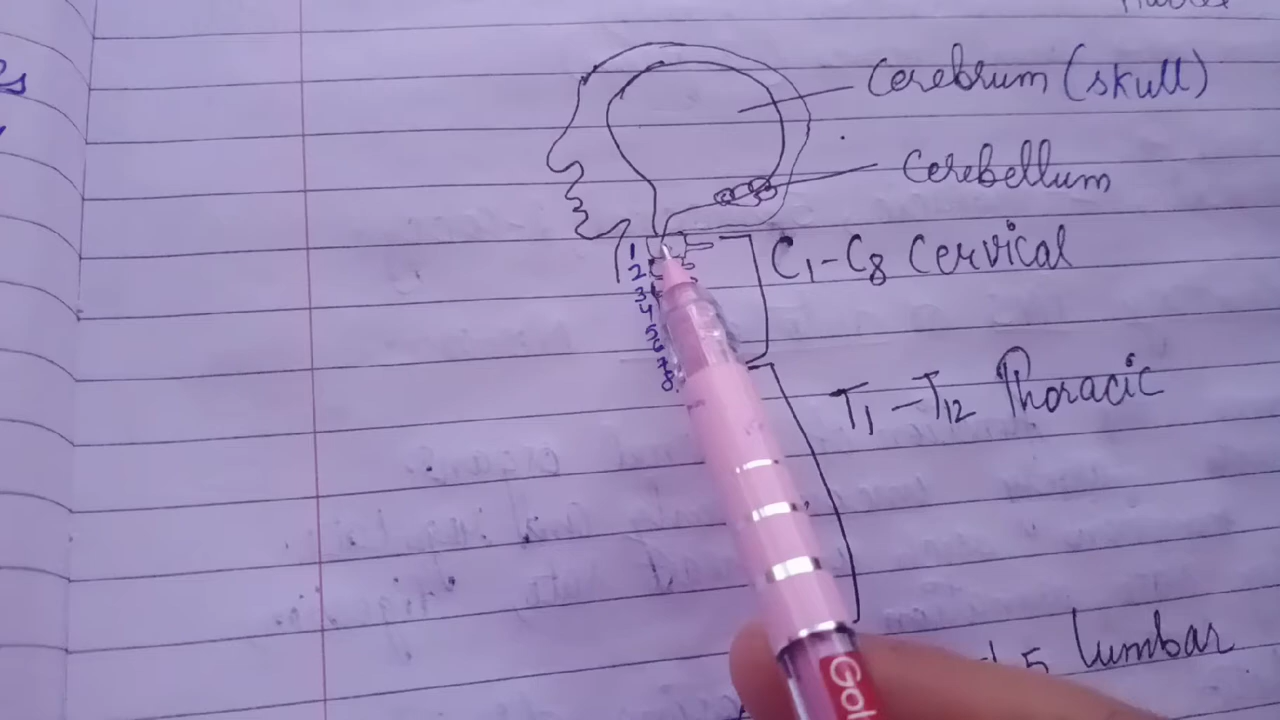 Cerebrum (skull)
Cerebellum
C1-C8 Cervical
1
2
3
4
5
6
7
8
T1-T12 Thoracic
5 lumbar
Gol